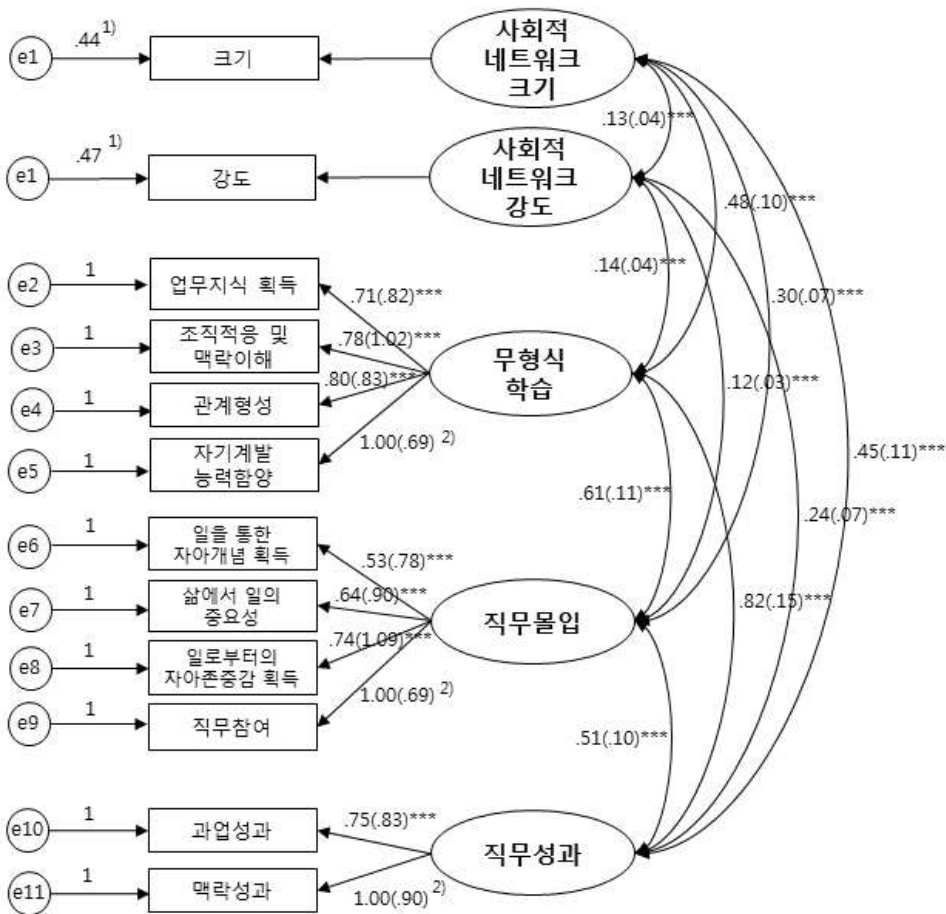 e1
.44 1)
크기
사회적
네트워크
크기
.13(.04)***
e1
.47 1)
강도
사회적
네트워크
강도
.48(.10)***
.14(.04)***
.30(.07)***
e2
1
업무지식 획득
.71(.82)***
e3
1
조직적응 및
맥락이해
.78(1.02)***
무형식
학습
.12(.03)***
e4
1
관계형성
.80(.83)***
e5
1
자기계발
능력함양
1.00(.69) 2)
.45(.11)***
.61(.11)***
.24(.07)***
e6
1
일을 통한
자아개념 획득
.53(.78)***
e7
1
삶에서 일의
중요성
.64(.90)***
직무몰입
.82(.15)***
e8
1
일로부터의
자아존중감 획득
.74(1.09)***
e9
1
직무참여
1.00(.69) 2)
.51(.10)***
e10
1
과업성과
.75(.83)***
직무성과
e11
1
맥락성과
1.00(.90) 2)